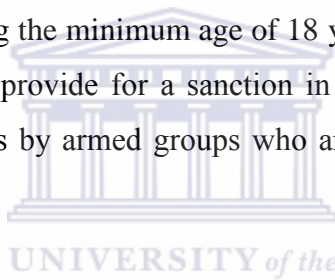 g the minimum age of 18 y
provide for a sanction in
s by armed groups who a
UNIVERSITY of the